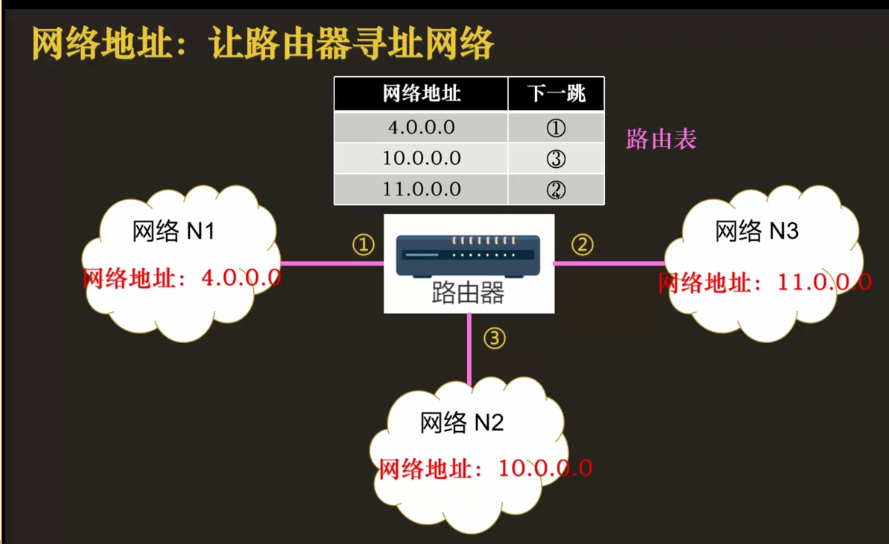 网络地址：让路由器寻址网络
网络地址 下一跳
4.0.0.0 ①
10.0.0.0 ③
11.0.0.0 ②
路由表
网络 N1
网络地址：4.0.0.0
①
②
路由器
网络 N3
网络地址：11.0.0.0
③
网络 N2
网络地址：10.0.0.0